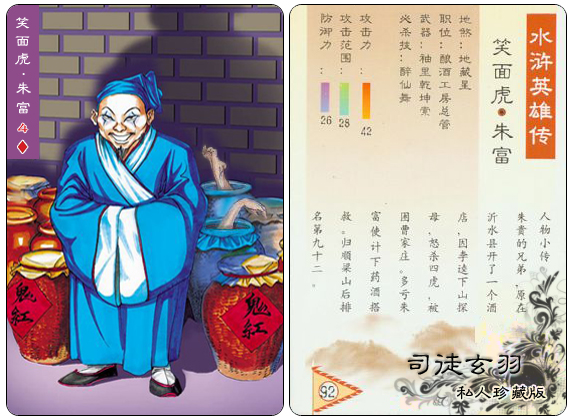 笑面虎·朱富 4
鬼紅
鬼紅
水浒英雄传
笑面虎·朱富
地煞:地藏星
职位:酿酒工房总管
武器:袖里乾坤索
必杀技:醉仙舞
攻击力: 42
攻击范围: 28
防御力: 26
人物小传
朱贵的兄弟,原在
沂水县开了一个酒
店,因李逵下山探
母,怒杀四虎,被
困曹家庄。多亏朱
富使计下药酒搭
救。归顺梁山后排
名第九十二。
92
司徒玄羽
私人珍藏版